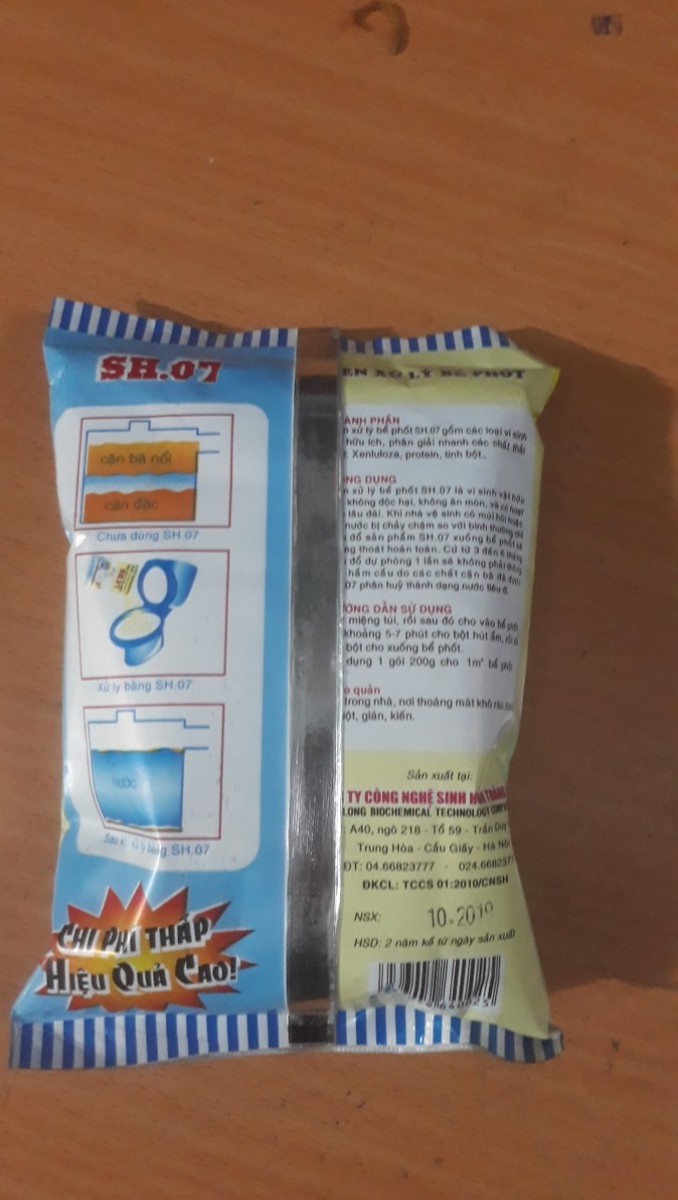 SH.07
cặn bã nổi
cặn đặc
Chưa dùng SH.07
Xử lý bằng SH.07
nước
bằng SH.07
CHI PHÍ THẤP
HIỆU QUẢ CAO!
XỬ LÝ BỂ PHỐT
ÀNH PHẦN
xử lý bể phốt SH.07 gồm các loại vi sinh
hữu ích, phân giải nhanh các chất thải
Xenluloza, protein, tinh bột..
NG DỤNG
xử lý bể phốt SH.07 là vi sinh vật hữu
không độc hại, không ăn mòn, và có hoạt
lâu dài. Khi nhà vệ sinh có mùi hôi hoặc
nước bị chảy chậm so với bình thường
đổ sản phẩm SH.07 xuống bể phốt sẽ
ng thoát hoàn toàn. Cứ từ 3 đến 6 tháng
đổ dự phòng 1 lần sẽ không phải thông
hầm cầu do các chất cặn bã đã được
07 phân huỷ thành dạng nước tiêu đi
ỚNG DẪN SỬ DỤNG
miệng túi, rồi sau đó cho vào bể phốt,
khoảng 5-7 phút cho bột hút ẩm, rồi
bột cho xuống bể phốt.
dụng 1 gói 200g cho 1m³ bể phốt
o quản
trong nhà, nơi thoáng mát khô ráo,
ột, gián, kiến.
Sản xuất tại:
TY CÔNG NGHỆ SINH
LONG BIOCHEMICAL TECHNOLOGY
A40, ngõ 218 - Tổ 59 - Trần Duy
Trung Hòa - Cầu Giấy - Hà Nội
ĐT: 04.66823777 - 024.6682377
ĐKCL: TCCS 01:2010/CNSH
NSX: 10.2019
HSD: 2 năm kể từ ngày sản xuất